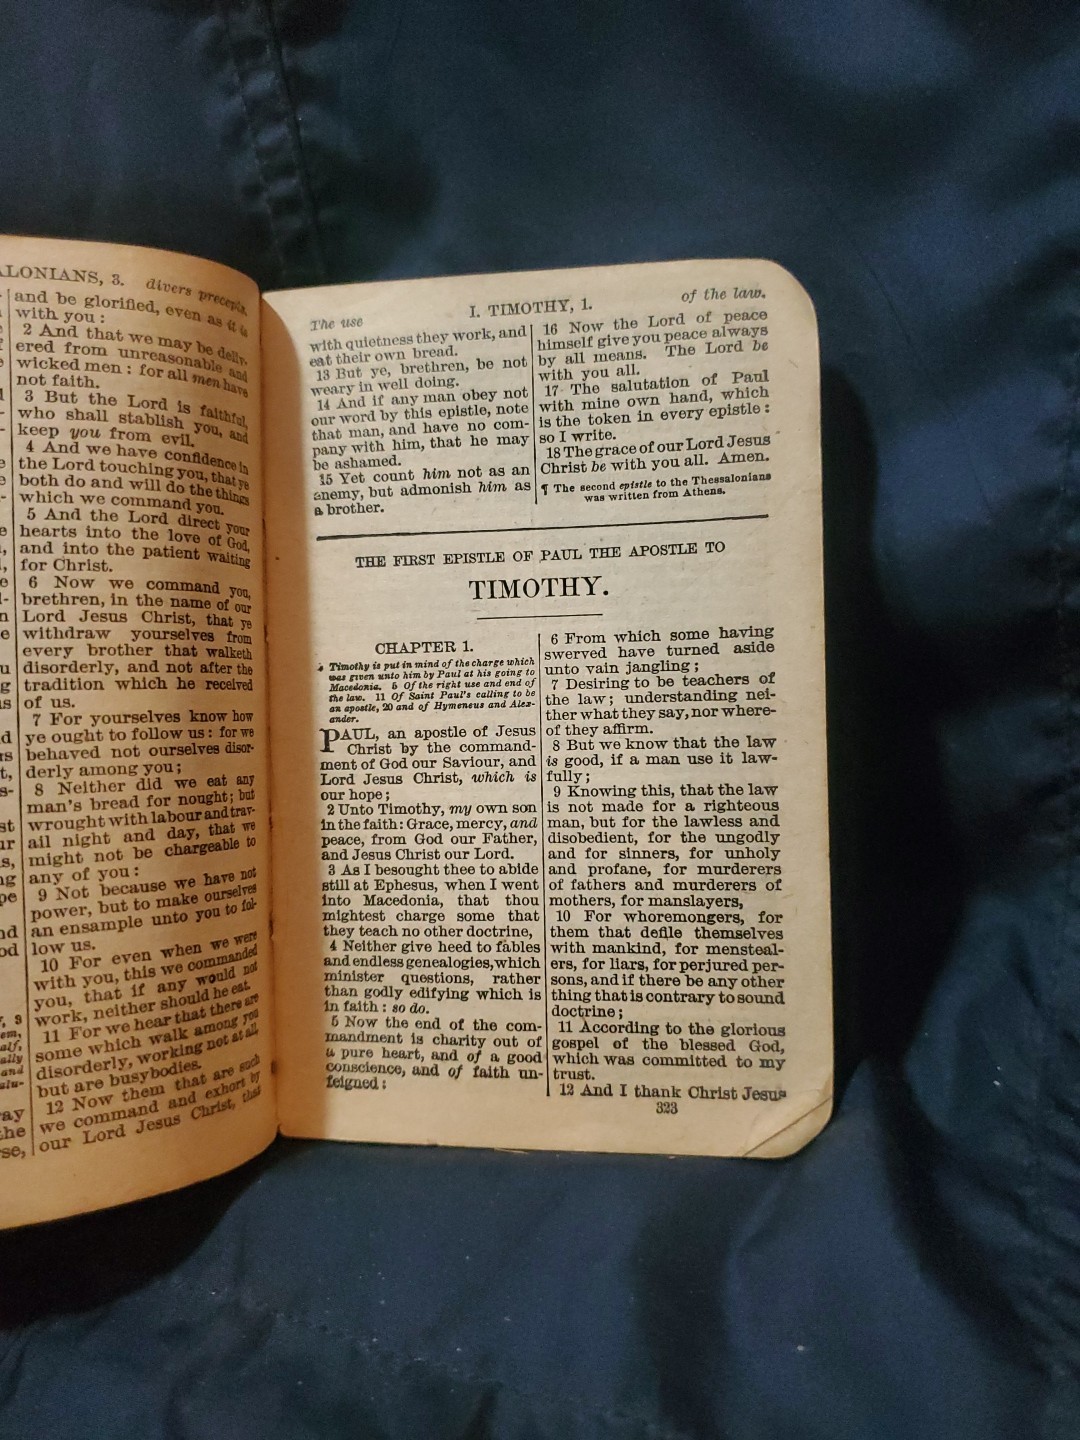 ALONIANS, 3. divers precepts,
and be glorified, even as it is
with you :
2 And that we may be deliv-
ered from unreasonable and
wicked men : for all men have
not faith.
3 But the Lord is faithful,
who shall stablish you, and
keep you from evil.
4 And we have confidence in
the Lord touching you, that ye
both do and will do the things
which we command you.
5 And the Lord direct your
hearts into the love of God,
and into the patient waiting
for Christ.
6 Now we command you,
brethren, in the name of our
Lord Jesus Christ, that ye
withdraw yourselves from
every brother that walketh
disorderly, and not after the
tradition which he received
of us.
7 For yourselves know how
ye ought to follow us : for we
behaved not ourselves disor-
derly among you ;
8 Neither did we eat any
man's bread for nought ; but
wrought with labour and trav-
ail night and day, that we
might not be chargeable to
any of you :
9 Not because we have not
power, but to make ourselves
an ensample unto you to fol-
low us.
10 For even when we were
with you, this we commanded
you, that if any would not
work, neither should he eat.
11 For we hear that there are
some which walk among you
disorderly, working not at all,
but are busybodies.
12 Now them that are such
we command and exhort by
our Lord Jesus Christ, that
The use I. TIMOTHY, 1. of the law.
with quietness they work, and
eat their own bread.
13 But ye, brethren, be not
weary in well doing.
14 And if any man obey not
our word by this epistle, note
that man, and have no com-
pany with him, that he may
be ashamed.
15 Yet count him not as an
enemy, but admonish him as
a brother.
16 Now the Lord of peace
himself give you peace always
by all means. The Lord be
with you all.
17 The salutation of Paul
with mine own hand, which
is the token in every epistle :
so I write.
18 The grace of our Lord Jesus
Christ be with you all. Amen.
¶ The second epistle to the Thessalonians
was written from Athens.
THE FIRST EPISTLE OF PAUL THE APOSTLE TO
TIMOTHY.
CHAPTER 1.
Timothy is put in mind of the charge which
was given unto him by Paul at his going to
Macedonia. 5 Of the right use and end of
the law. 11 Of Saint Paul's calling to be
an apostle, 20 and of Hymeneus and Alex-
ander.
PAUL, an apostle of Jesus
Christ by the command-
ment of God our Saviour, and
Lord Jesus Christ, which is
our hope ;
2 Unto Timothy, my own son
in the faith : Grace, mercy, and
peace, from God our Father,
and Jesus Christ our Lord.
3 As I besought thee to abide
still at Ephesus, when I went
into Macedonia, that thou
mightest charge some that
they teach no other doctrine,
4 Neither give heed to fables
and endless genealogies, which
minister questions, rather
than godly edifying which is
in faith : so do.
5 Now the end of the com-
mandment is charity out of
a pure heart, and of a good
conscience, and of faith un-
feigned :
6 From which some having
swerved have turned aside
unto vain jangling ;
7 Desiring to be teachers of
the law ; understanding nei-
ther what they say, nor where-
of they affirm.
8 But we know that the law
is good, if a man use it law-
fully ;
9 Knowing this, that the law
is not made for a righteous
man, but for the lawless and
disobedient, for the ungodly
and for sinners, for unholy
and profane, for murderers
of fathers and murderers of
mothers, for manslayers,
10 For whoremongers, for
them that defile themselves
with mankind, for mensteal-
ers, for liars, for perjured per-
sons, and if there be any other
thing that is contrary to sound
doctrine ;
11 According to the glorious
gospel of the blessed God,
which was committed to my
trust.
12 And I thank Christ Jesus
323